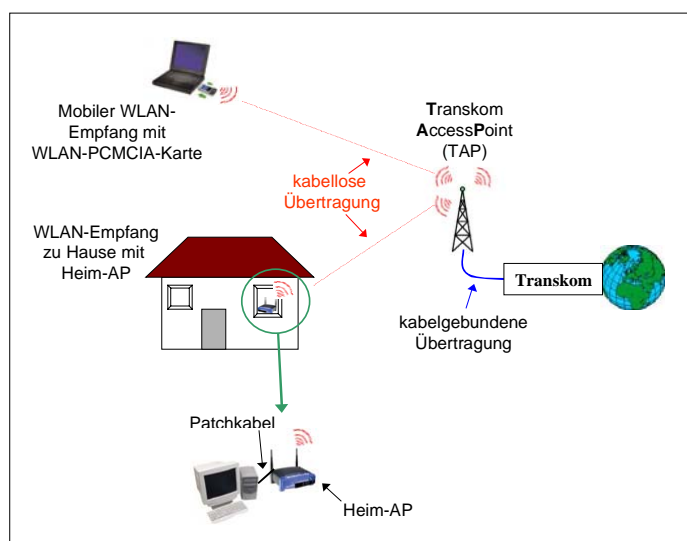 Mobiler WLAN-
Empfang mit
WLAN-PCMCIA-Karte
Transkom
AccessPoint
(TAP)
kabellose
Übertragung
WLAN-Empfang
zu Hause mit
Heim-AP
Transkom
kabelgebundene
Übertragung
Patchkabel
Heim-AP